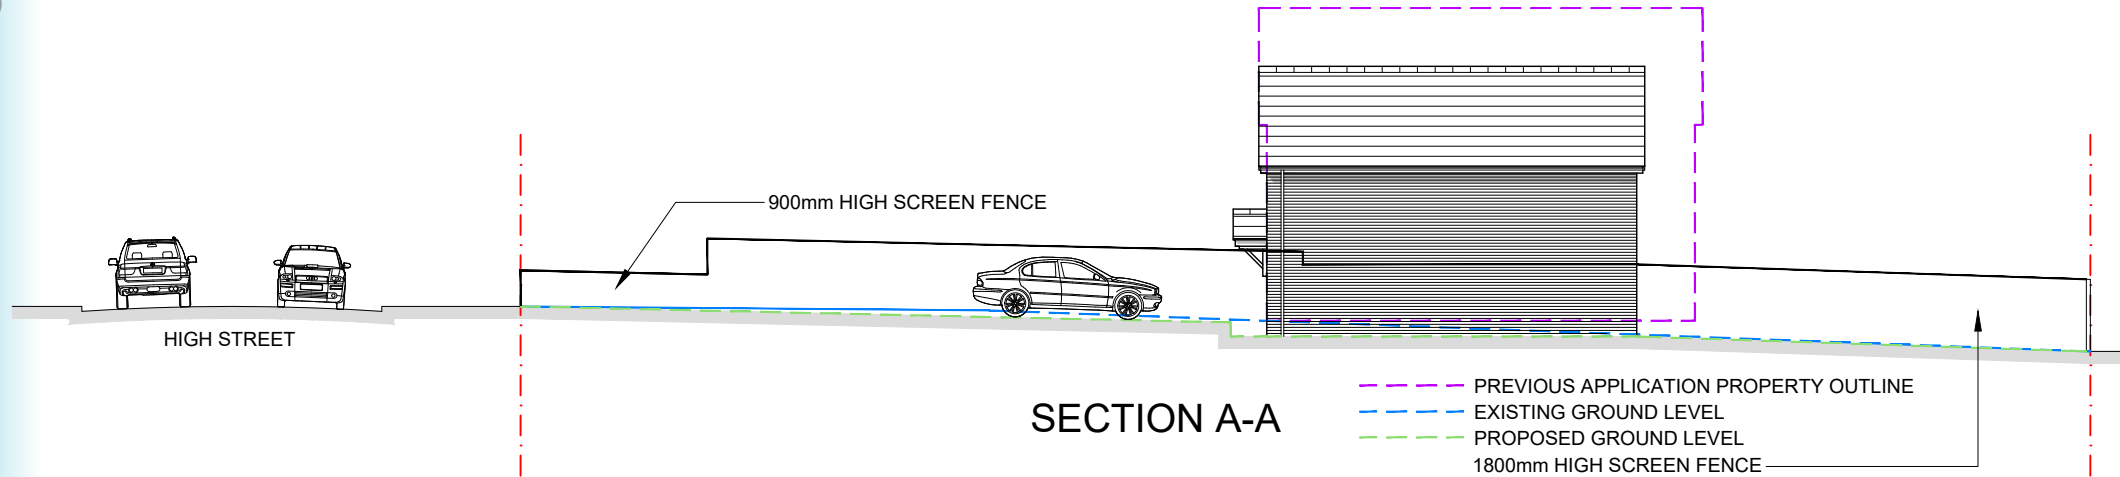 900mm HIGH SCREEN FENCE
HIGH STREET
SECTION A-A
PREVIOUS APPLICATION PROPERTY OUTLINE
EXISTING GROUND LEVEL
PROPOSED GROUND LEVEL
1800mm HIGH SCREEN FENCE